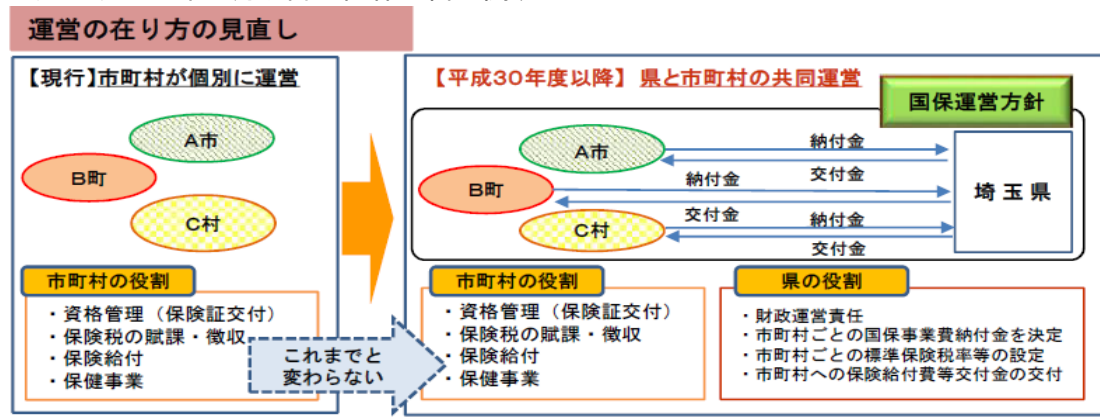 運営の在り方の見直し
【現行】市町村が個別に運営
A市
B町
C村
市町村の役割
・資格管理（保険証交付）
・保険税の賦課・徴収
・保険給付
・保健事業
これまでと
変わらない
【平成30年度以降】県と市町村の共同運営
国保運営方針
A市
B町
C村
納付金
交付金
納付金
交付金
納付金
交付金
埼玉県
市町村の役割
・資格管理（保険証交付）
・保険税の賦課・徴収
・保険給付
・保健事業
県の役割
・財政運営責任
・市町村ごとの国保事業費納付金を決定
・市町村ごとの標準保険税率等の設定
・市町村への保険給付費等交付金の交付